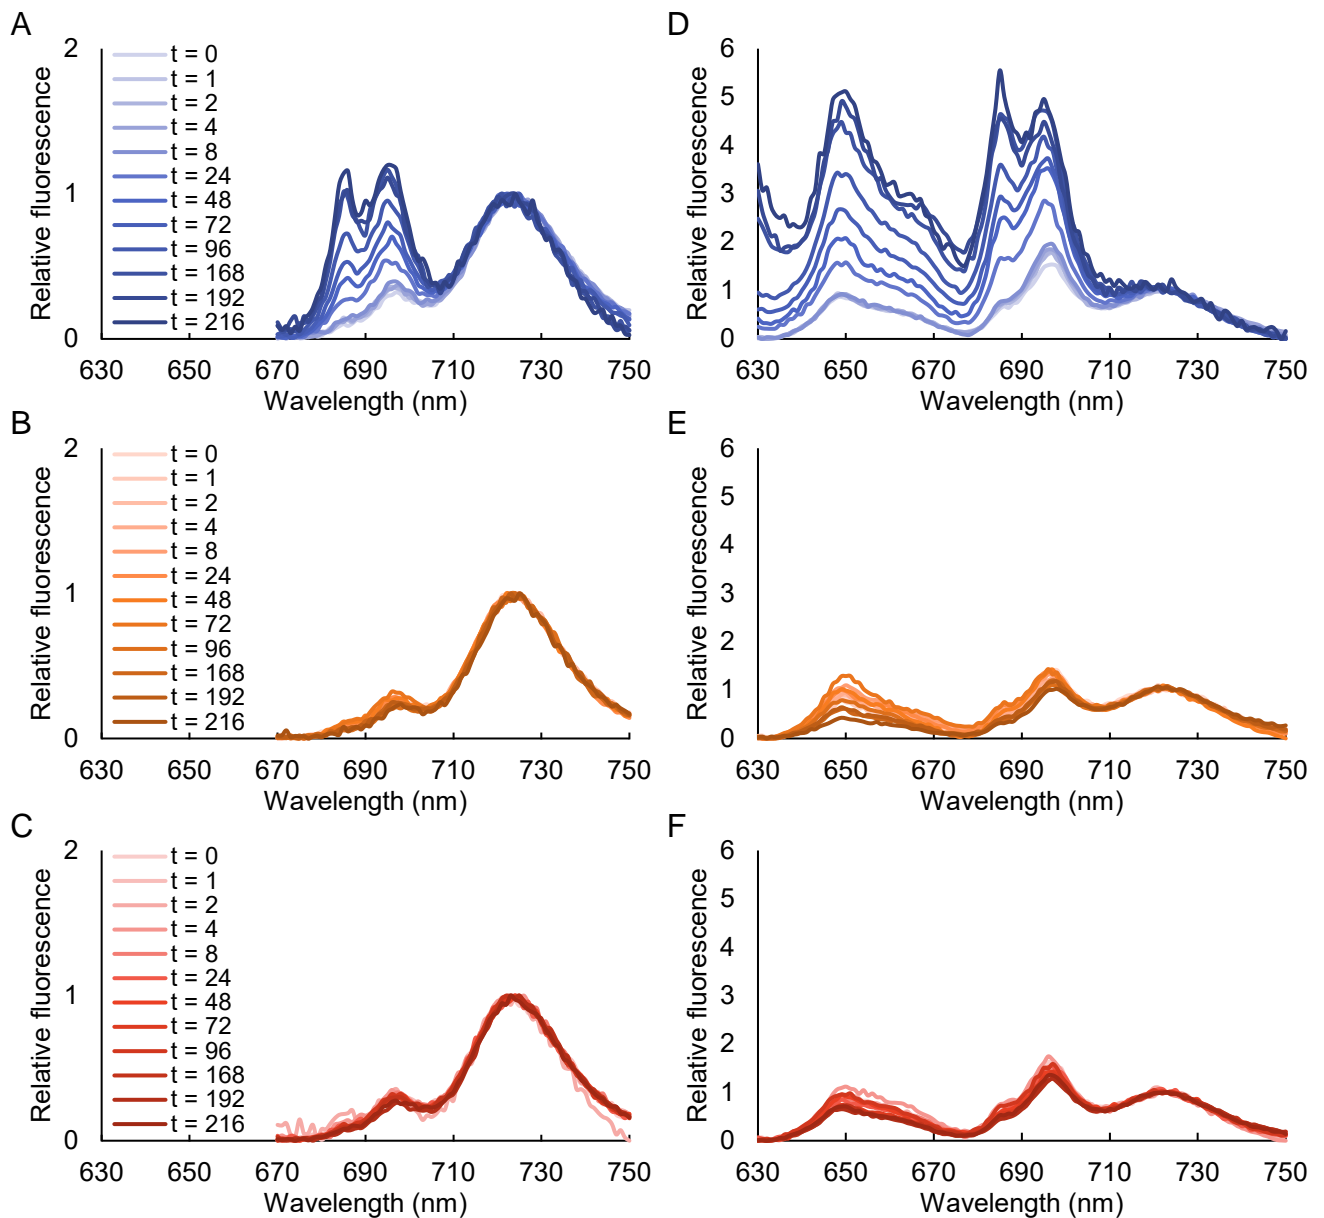 A
Relative fluorescence
2
1
0
t = 0
t = 1
t = 2
t = 4
t = 8
t = 24
t = 48
t = 72
t = 96
t = 168
t = 192
t = 216
630 650 670 690 710 730 750
Wavelength (nm)
D
Relative fluorescence
6
5
4
3
2
1
0
630 650 670 690 710 730 750
Wavelength (nm)
B
Relative fluorescence
2
1
0
t = 0
t = 1
t = 2
t = 4
t = 8
t = 24
t = 48
t = 72
t = 96
t = 168
t = 192
t = 216
630 650 670 690 710 730 750
Wavelength (nm)
E
Relative fluorescence
6
5
4
3
2
1
0
630 650 670 690 710 730 750
Wavelength (nm)
C
Relative fluorescence
2
1
0
t = 0
t = 1
t = 2
t = 4
t = 8
t = 24
t = 48
t = 72
t = 96
t = 168
t = 192
t = 216
630 650 670 690 710 730 750
Wavelength (nm)
F
Relative fluorescence
6
5
4
3
2
1
0
630 650 670 690 710 730 750
Wavelength (nm)